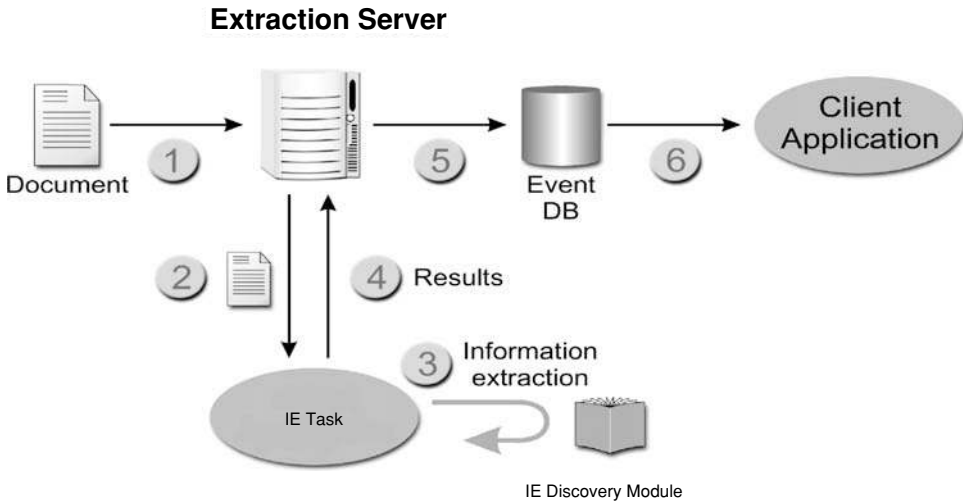 Extraction Server
Client
Application
1
5
6
Document
Event
DB
2
4
Results
3
Information
extraction
IE Task
IE Discovery Module